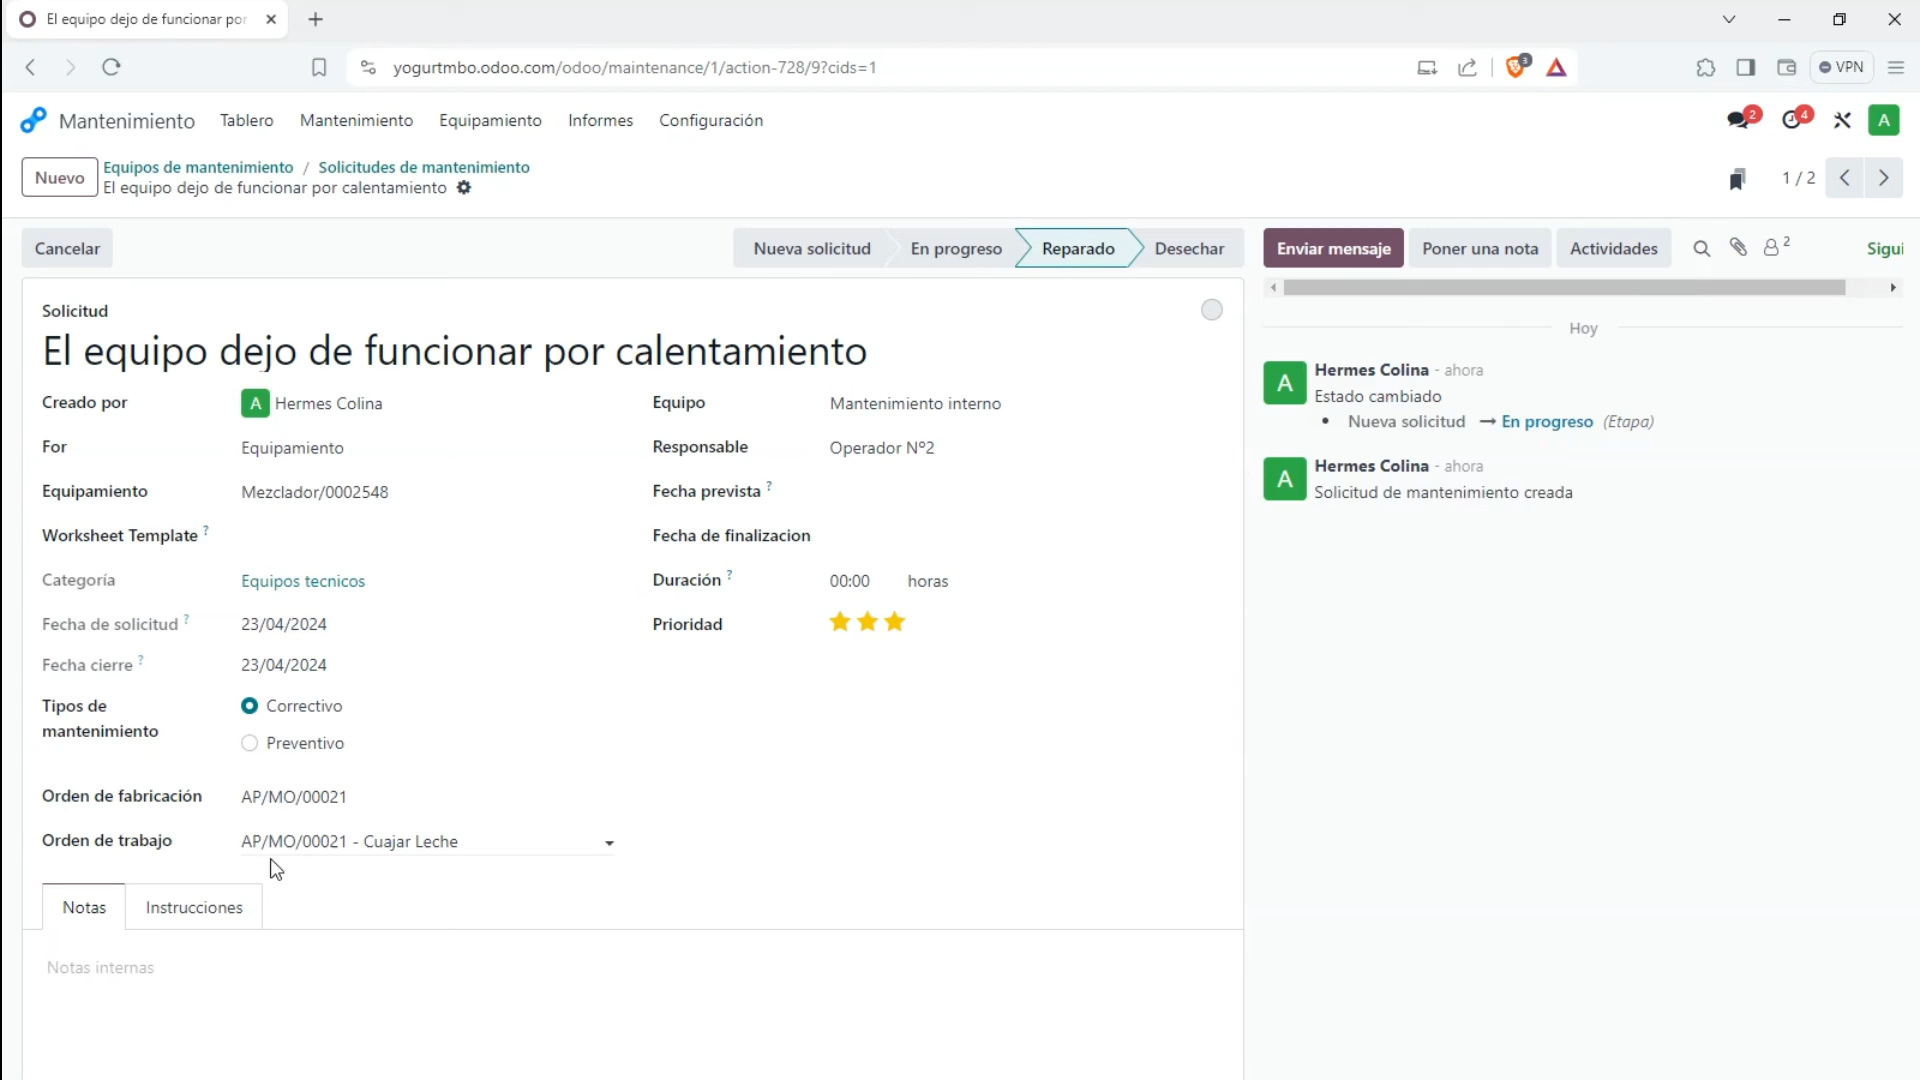 El equipo dejo de funcionar por
yogurtmbo.odoo.com/odoo/maintenance/1/action-728/9?cids=1
3
VPN
Mantenimiento Tablero Mantenimiento Equipamiento Informes Configuración
2 4 A
Nuevo
Equipos de mantenimiento / Solicitudes de mantenimiento
El equipo dejo de funcionar por calentamiento
1 / 2
Cancelar
Nueva solicitud En progreso Reparado Desechar
Enviar mensaje Poner una nota Actividades 2 Sigui
Solicitud
El equipo dejo de funcionar por calentamiento
Creado por A Hermes Colina
For Equipamiento
Equipamiento Mezclador/0002548
Worksheet Template ?
Categoría Equipos tecnicos
Fecha de solicitud ? 23/04/2024
Fecha cierre ? 23/04/2024
Tipos de
mantenimiento
Correctivo
Preventivo
Orden de fabricación AP/MO/00021
Orden de trabajo AP/MO/00021 - Cuajar Leche
Equipo Mantenimiento interno
Responsable Operador Nº2
Fecha prevista ?
Fecha de finalizacion
Duración ? 00:00 horas
Prioridad
Notas Instrucciones
Notas internas
Hoy
A
Hermes Colina - ahora
Estado cambiado
• Nueva solicitud → En progreso (Etapa)
A
Hermes Colina - ahora
Solicitud de mantenimiento creada